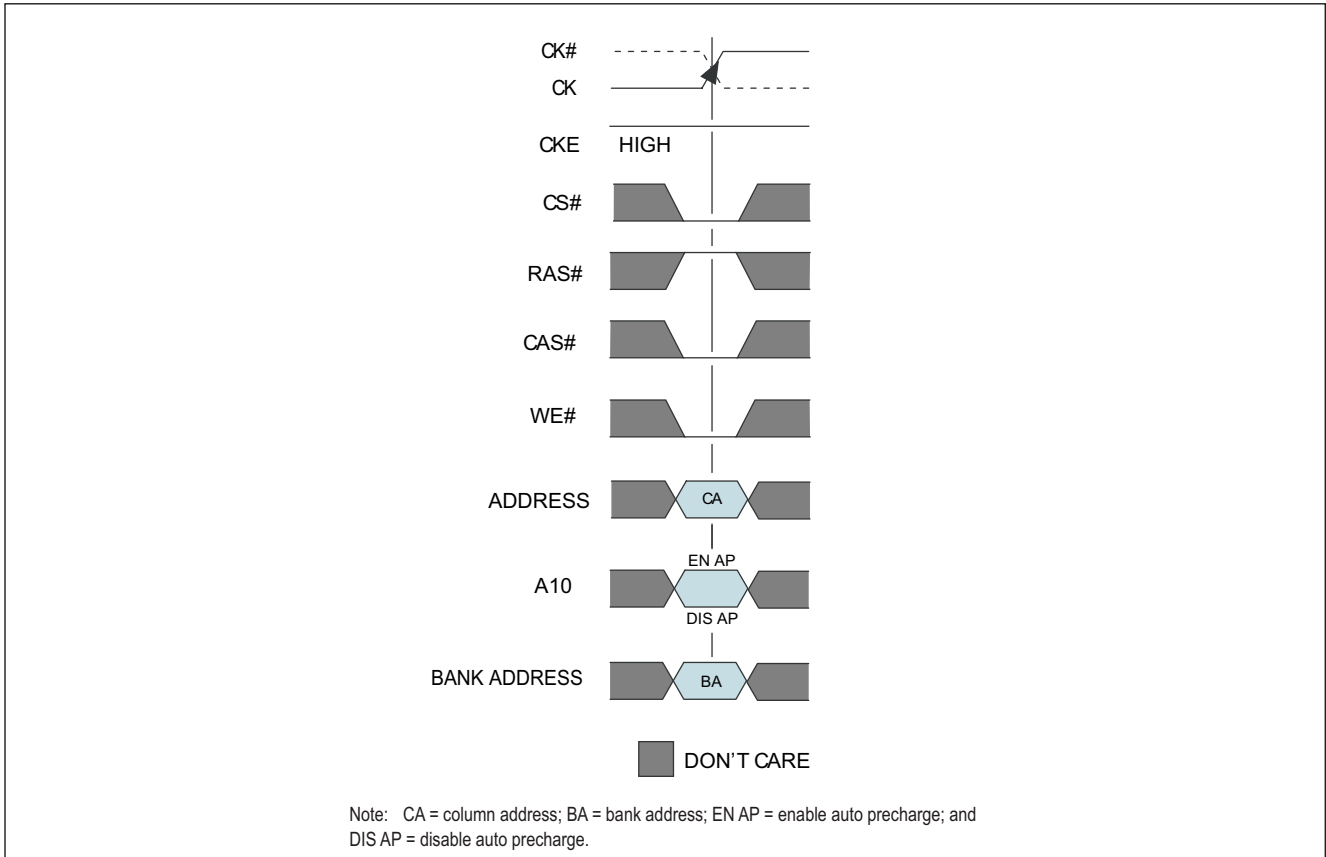 CK#
CK
CKE HIGH
CS#
RAS#
CAS#
WE#
ADDRESS CA
EN AP
A10
DIS AP
BANK ADDRESS BA
DON'T CARE
Note: CA = column address; BA = bank address; EN AP = enable auto precharge; and
DIS AP = disable auto precharge.